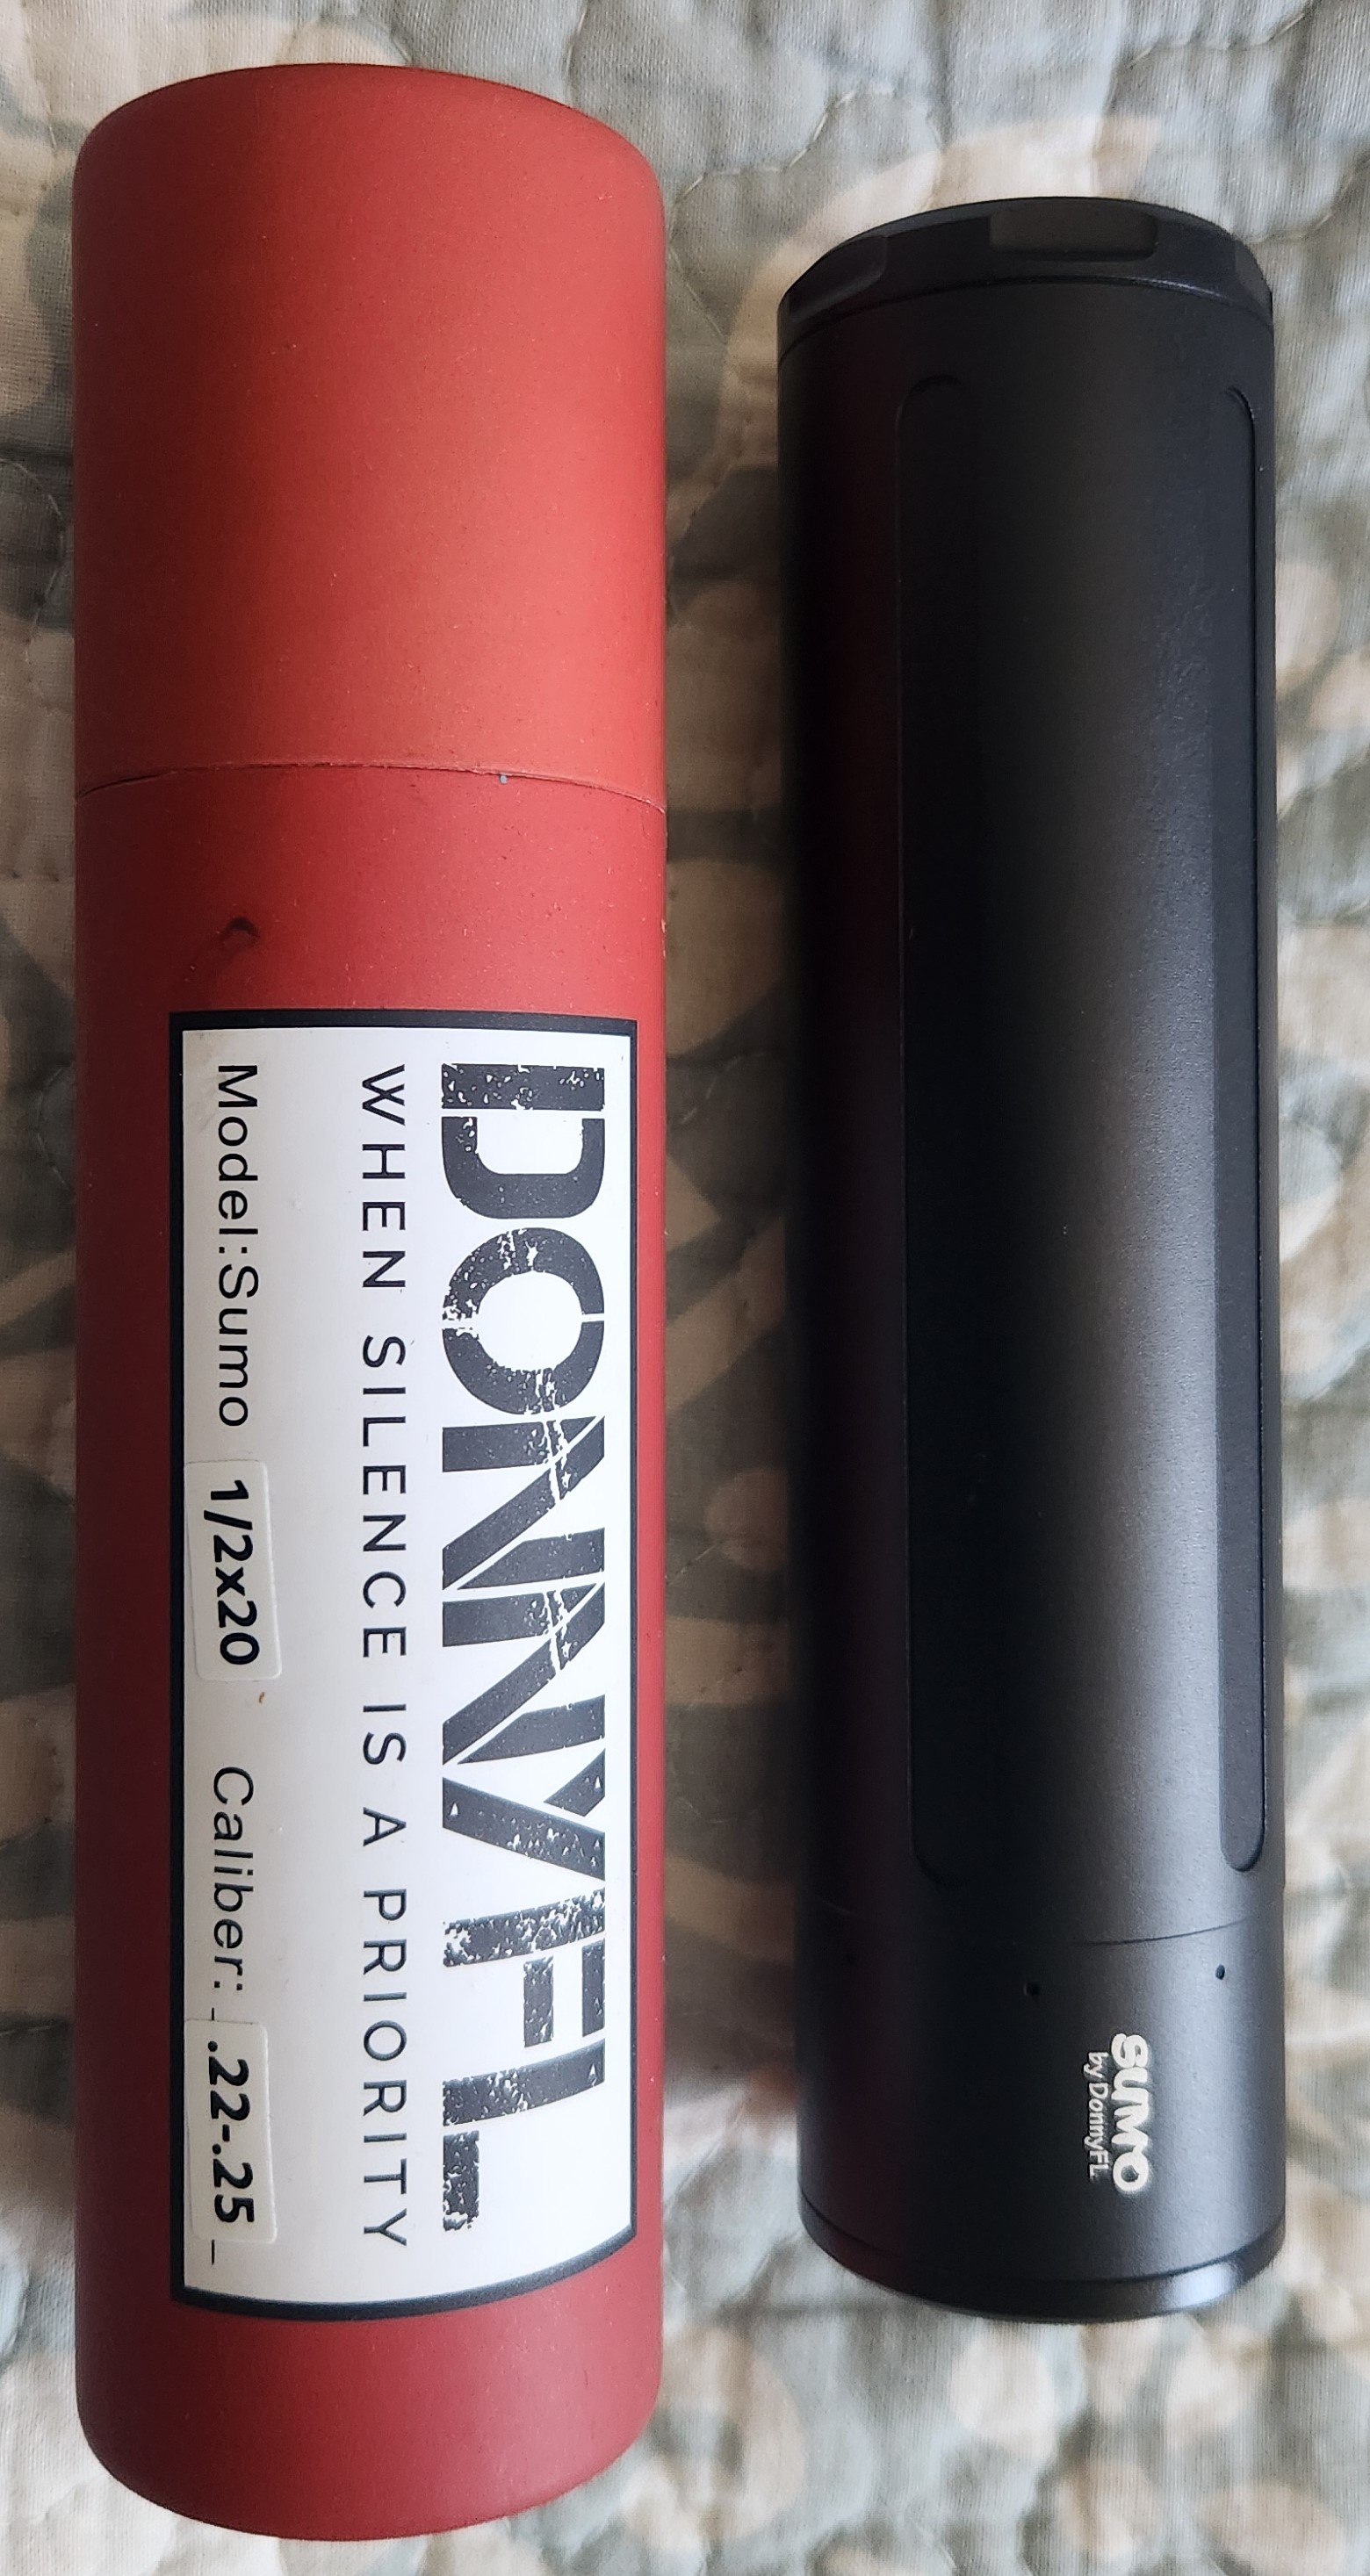 DONNYFL
WHEN SILENCE IS A PRIORITY
Model:Sumo 1/2x20 Caliber: .22-.25
SUMO
by DonnyFL